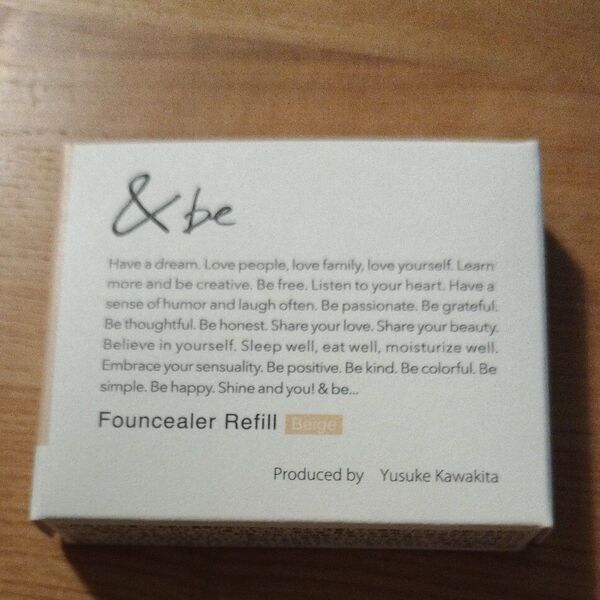 &be
Have a dream. Love people, love family, love yourself. Learn
more and be creative. Be free. Listen to your heart. Have a
sense of humor and laugh often. Be passionate. Be grateful.
Be thoughtful. Be honest. Share your love. Share your beauty.
Believe in yourself. Sleep well, eat well, moisturize well.
Embrace your sensuality. Be positive. Be kind. Be colorful. Be
simple. Be happy. Shine and you! & be...
Founcealer Refill Beige
Produced by Yusuke Kawakita